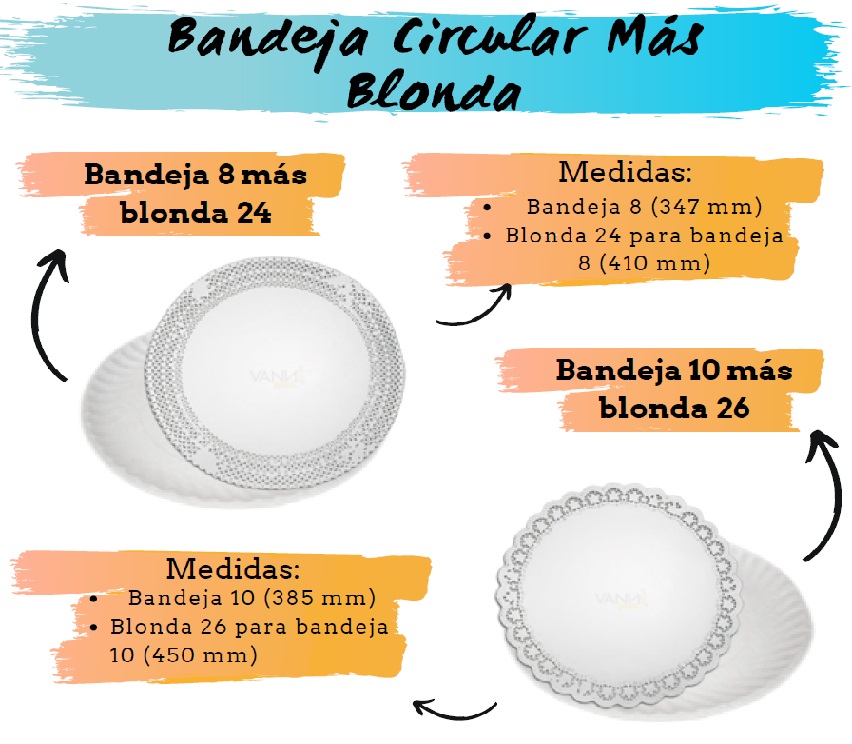 Bandeja Circular Más
Blonda
Bandeja 8 más
blonda 24
Medidas:
• Bandeja 8 (347 mm)
• Blonda 24 para bandeja
8 (410 mm)
Bandeja 10 más
blonda 26
Medidas:
• Bandeja 10 (385 mm)
• Blonda 26 para bandeja
10 (450 mm)